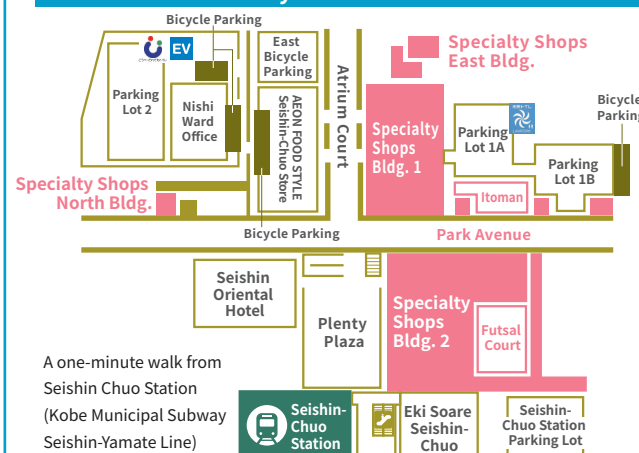 Bicycle Parking
EV
East
Bicycle
Parking
Specialty Shops
East Bldg.
Parking
Lot 2
Nishi
Ward
Office
AEON FOOD STYLE
Seishin-Chuo Store
Atrium Court
Specialty
Shops
Bldg. 1
Parking
Lot 1A
Parking
Lot 1B
Bicycle
Parking
Specialty Shops
North Bldg.
Itoman
Bicycle Parking
Park Avenue
Seishin
Oriental
Hotel
Plenty
Plaza
Specialty
Shops
Bldg. 2
Futsal
Court
A one-minute walk from
Seishin Chuo Station
(Kobe Municipal Subway
Seishin-Yamate Line)
Seishin-
Chuo
Station
Eki Soare
Seishin-
Chuo
Seishin-
Chuo Station
Parking Lot